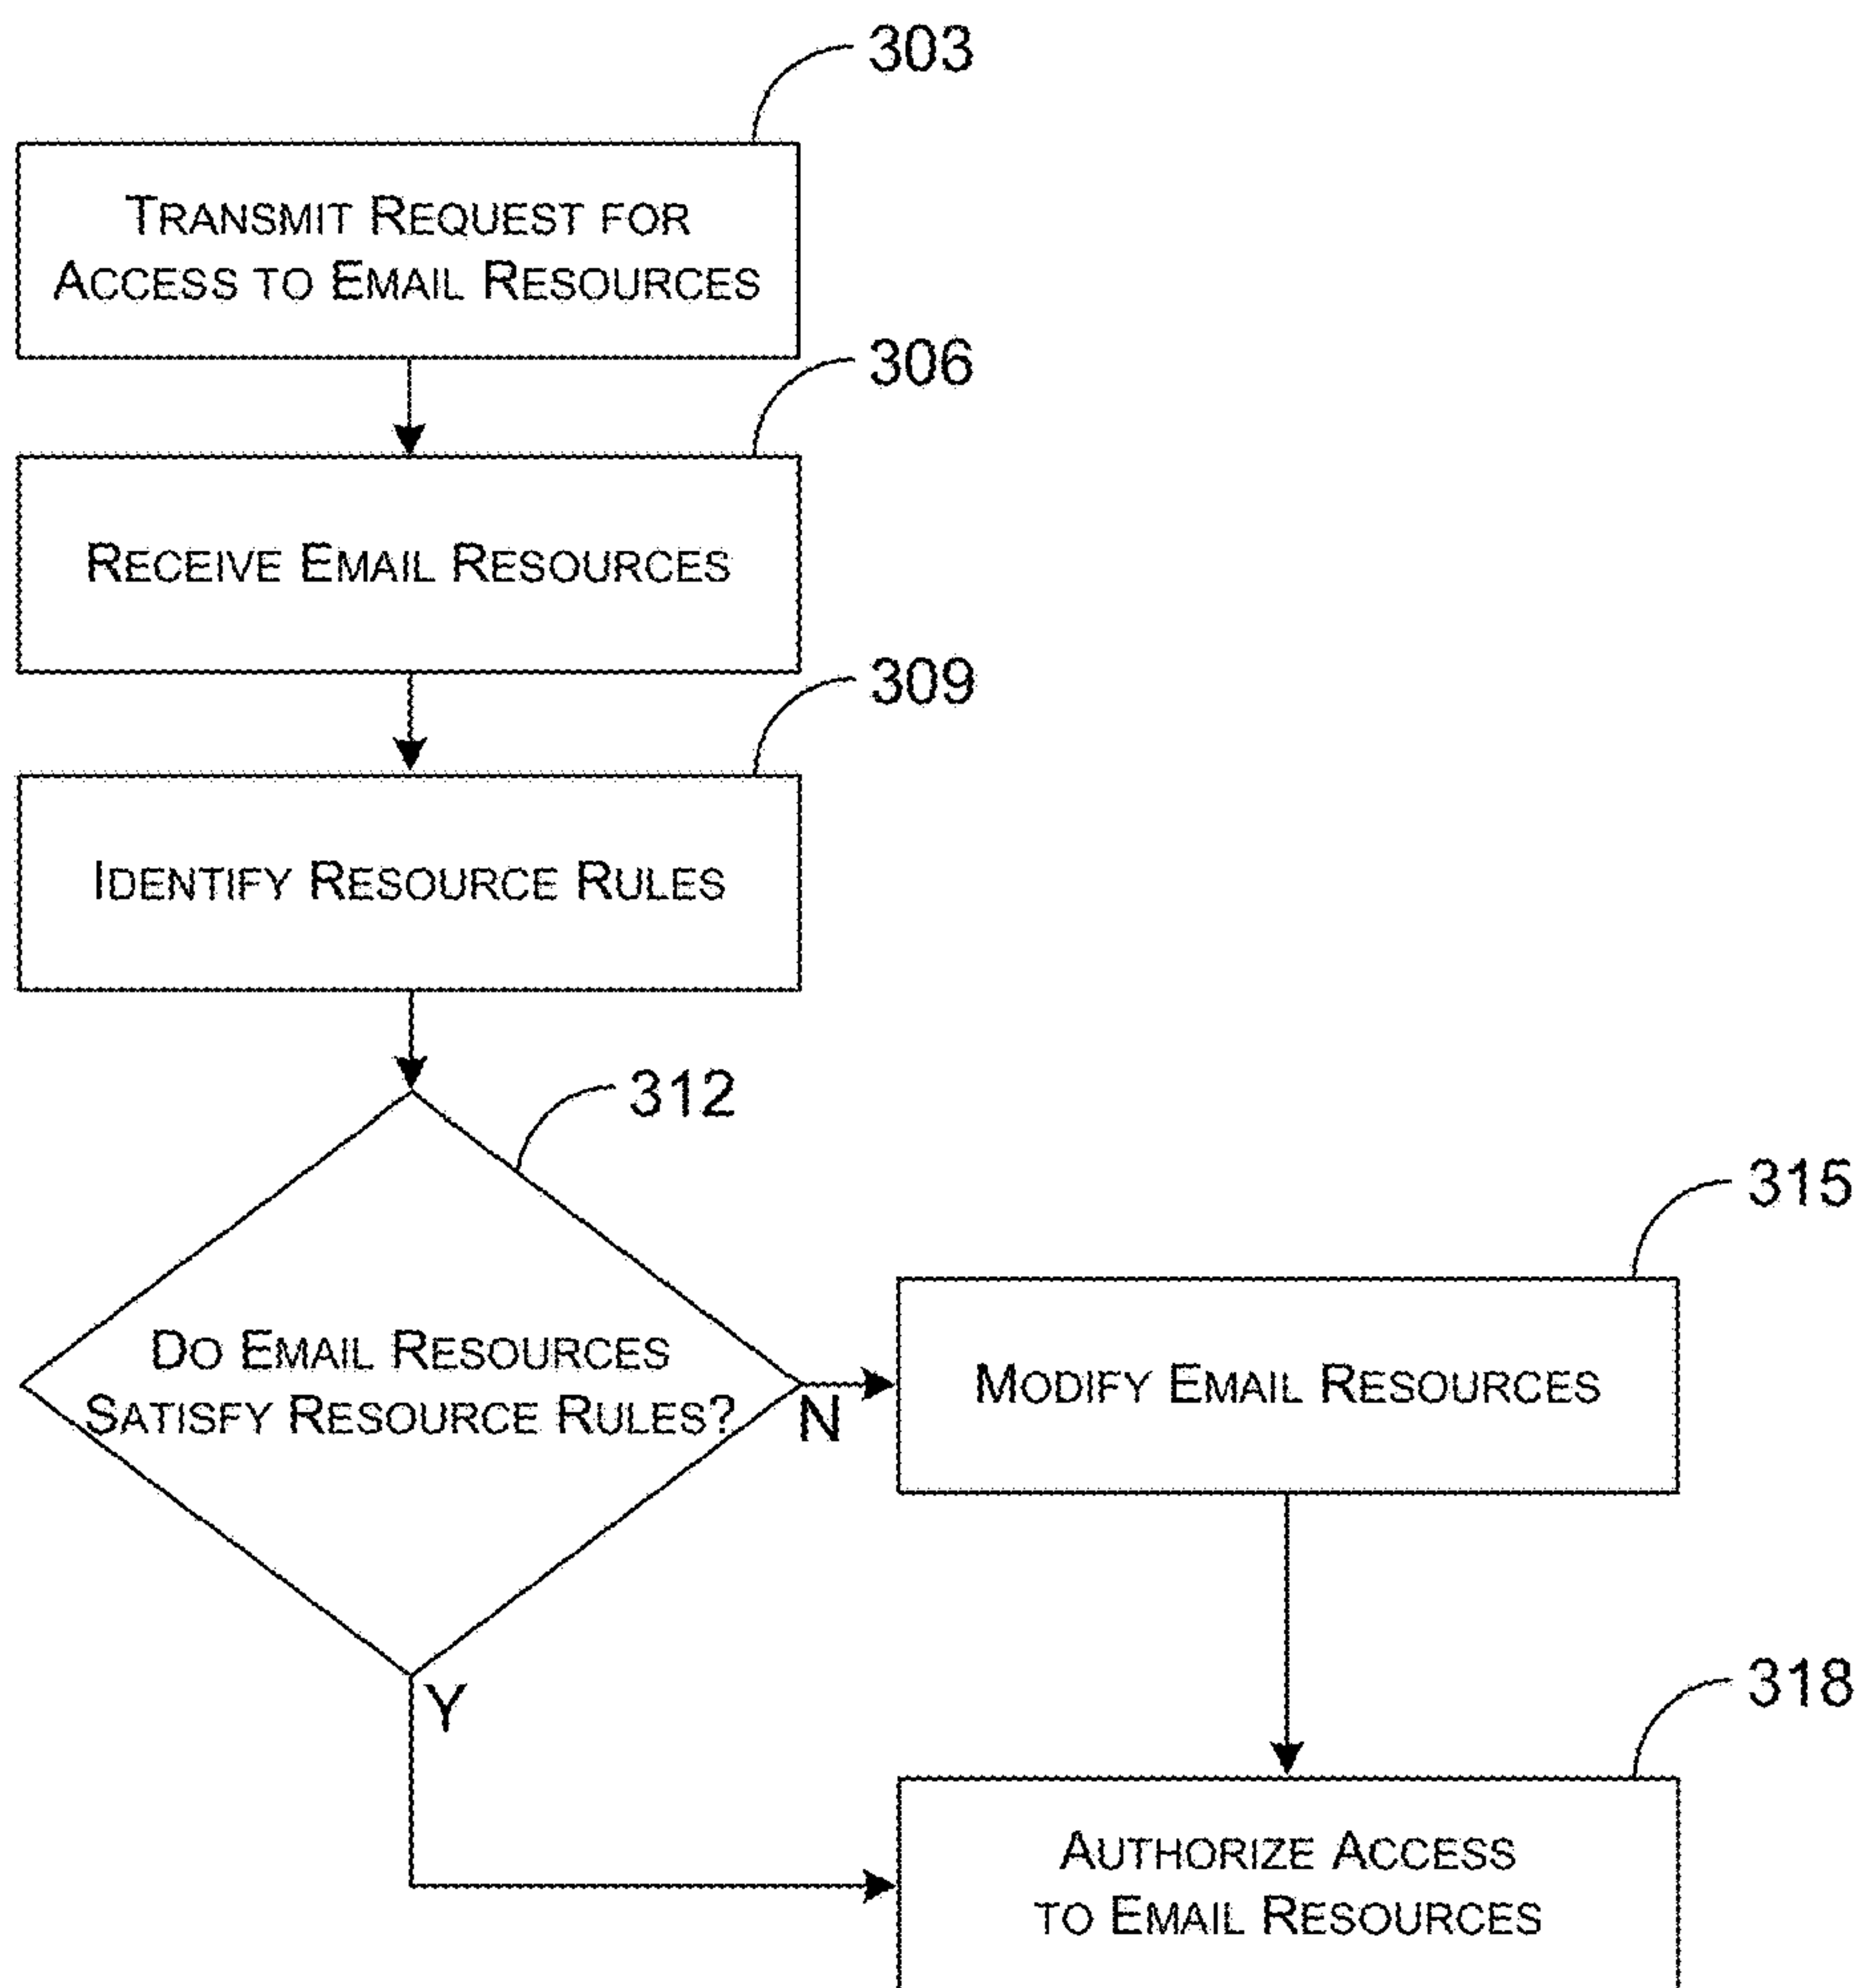 303
TRANSMIT REQUEST FOR
ACCESS TO EMAIL RESOURCES
306
RECEIVE EMAIL RESOURCES
309
IDENTIFY RESOURCE RULES
312
DO EMAIL RESOURCES
SATISFY RESOURCE RULES?
N
315
MODIFY EMAIL RESOURCES
Y
318
AUTHORIZE ACCESS
TO EMAIL RESOURCES